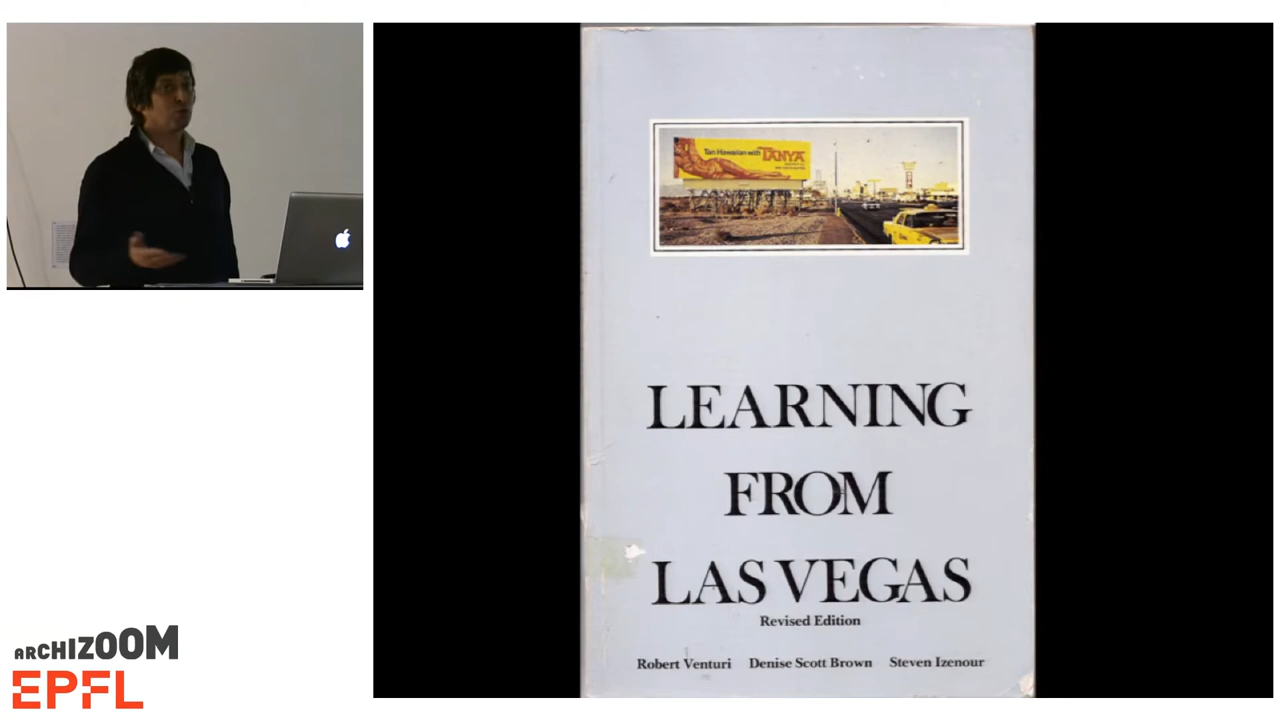 Tan Hawaiian with TANYA
LEARNING
FROM
LAS VEGAS
Revised Edition
Robert Venturi Denise Scott Brown Steven Izenour
ARCHIZOOM
EPFL